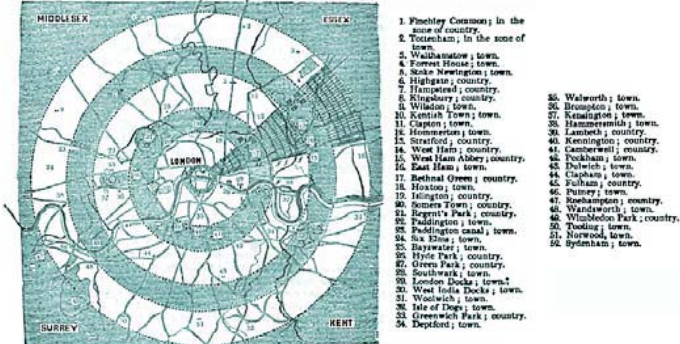 MIDDLESEX
ESSEX
LONDON
SURREY
KENT
1. Finchley Common; in the
zone of country.
2. Tottenham; in the zone of
town.
3. Walthamstow; town.
4. Forrest House; town.
5. Stoke Newington; town.
6. Highgate; country.
7. Hampstead; country.
8. Kingsbury; country.
9. Wilsdon; town.
10. Kentish Town; town.
11. Clapton; town.
12. Hommerton; town.
13. Stratford; country.
14. West Ham; country.
15. West Ham Abbey; country.
16. East Ham; town.
17. Bethnal Green; country.
18. Hoxton; town.
19. Islington; country.
20. Somers Town; country.
21. Regent's Park; country.
22. Paddington; town.
23. Paddington canal; town.
24. Six Elms; town.
25. Bayswater; town.
26. Hyde Park; country.
27. Green Park; country.
28. Southwark; town.
29. London Docks; town.‡
30. West India Docks; town.
31. Woolwich; town.
32. Isle of Dogs; town.
33. Greenwich Park; country.
34. Deptford; town.
35. Walworth; town.
36. Brompton; town.
37. Kensington; town.
38. Hammersmith; town.
39. Lambeth; country.
40. Kennington; country.
41. Camberwell; country.
42. Peckham; town.
43. Dulwich; town.
44. Clapham; town.
45. Fulham; country.
46. Putney; town.
47. Roehampton; country.
48. Wandsworth; town.
49. Wimbledon Park; country.
50. Tooting; town.
51. Norwood, town.
52. Sydenham; town.